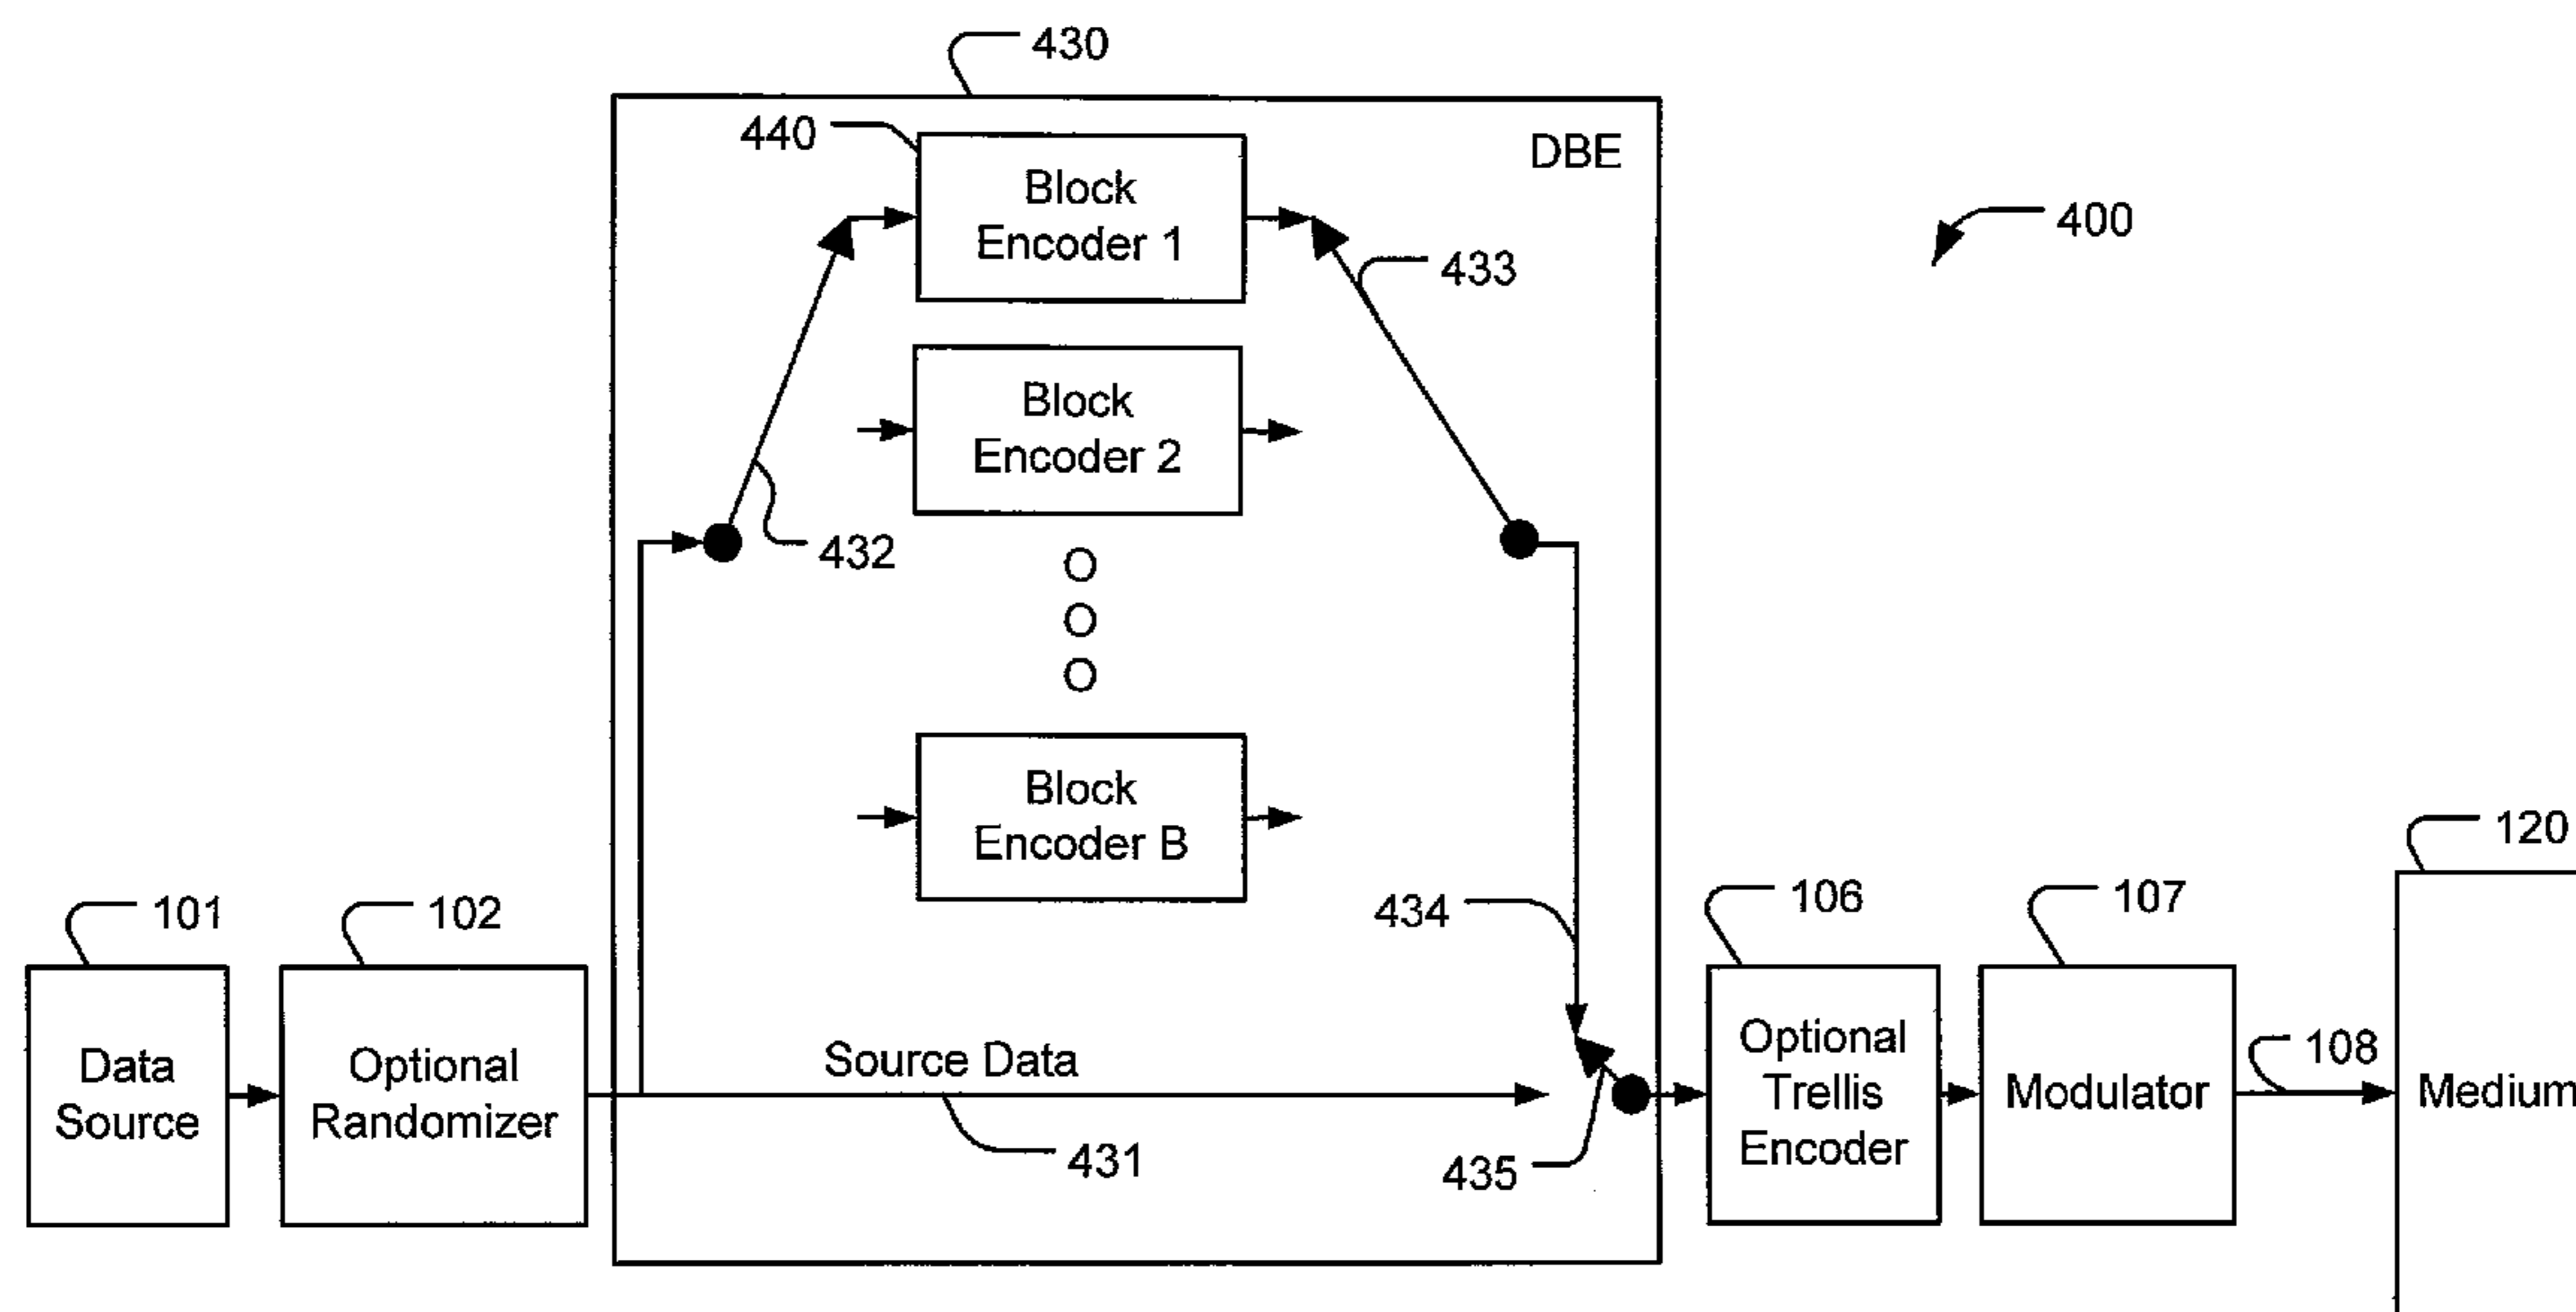 430
440
DBE
Block
Encoder 1
400
433
Block
Encoder 2
432
O
O
O
Block
Encoder B
120
101
102
434
106
107
Data
Source
Optional
Randomizer
Source Data
431
435
Optional
Trellis
Encoder
Modulator
108
Medium